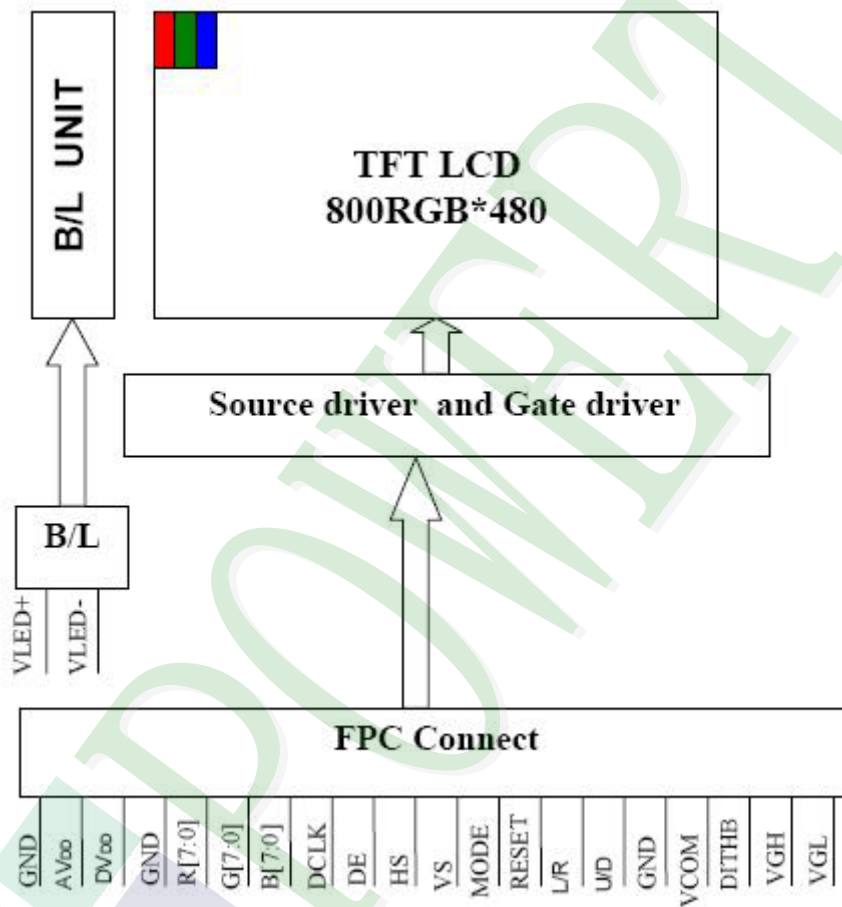 B/L UNIT
TFT LCD
800RGB*480
Source driver and Gate driver
B/L
VLED+
VLED-
FPC Connect
GND
AVDD
DVDD
GND
R[7:0]
G[7:0]
B[7:0]
DCLK
DE
HS
VS
MODE
RESET
L/R
U/D
GND
VCOM
DITHB
VGH
VGL